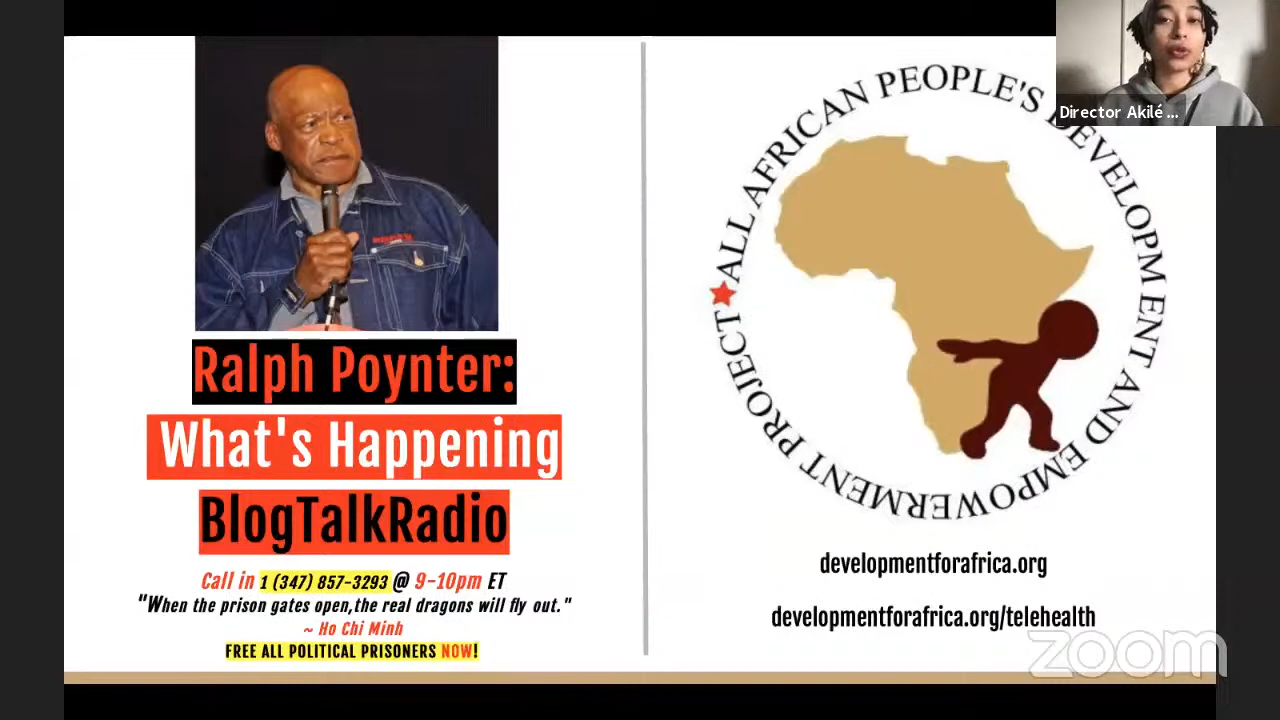 Ralph Poynter:
What's Happening
BlogTalkRadio
Call in 1 (347) 857-3293 @ 9-10pm ET
"When the prison gates open,the real dragons will fly out."
~ Ho Chi Minh
FREE ALL POLITICAL PRISONERS NOW!
ALL AFRICAN PEOPLE'S DEVELOPMENT AND EMPOWERMENT PROJECT
developmentforafrica.org
developmentforafrica.org/telehealth
Director Akilé ...
zoom